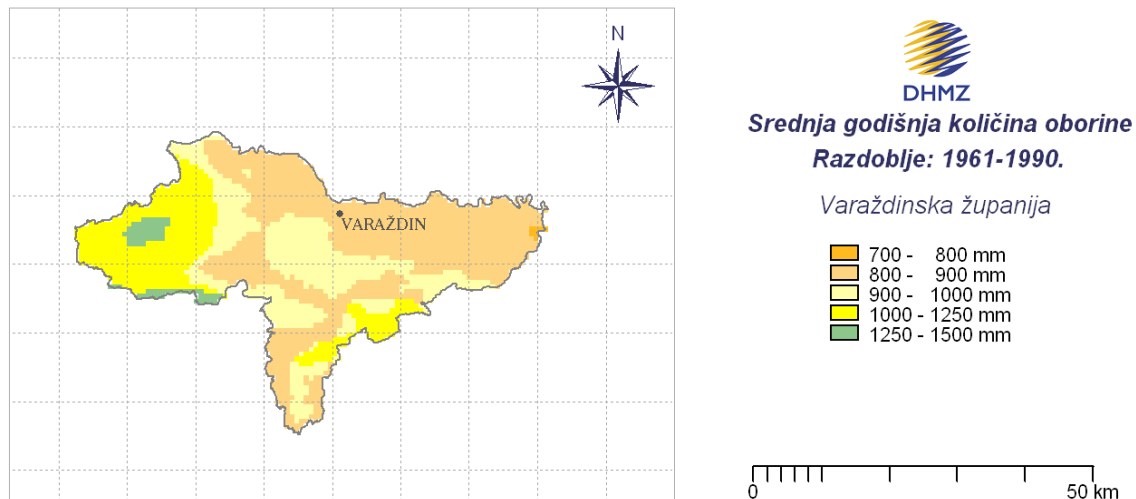 N
VARAŽDIN
DHMZ
Srednja godišnja količina oborine
Razdoblje: 1961-1990.
Varaždinska županija
700 - 800 mm
800 - 900 mm
900 - 1000 mm
1000 - 1250 mm
1250 - 1500 mm
0 50 km